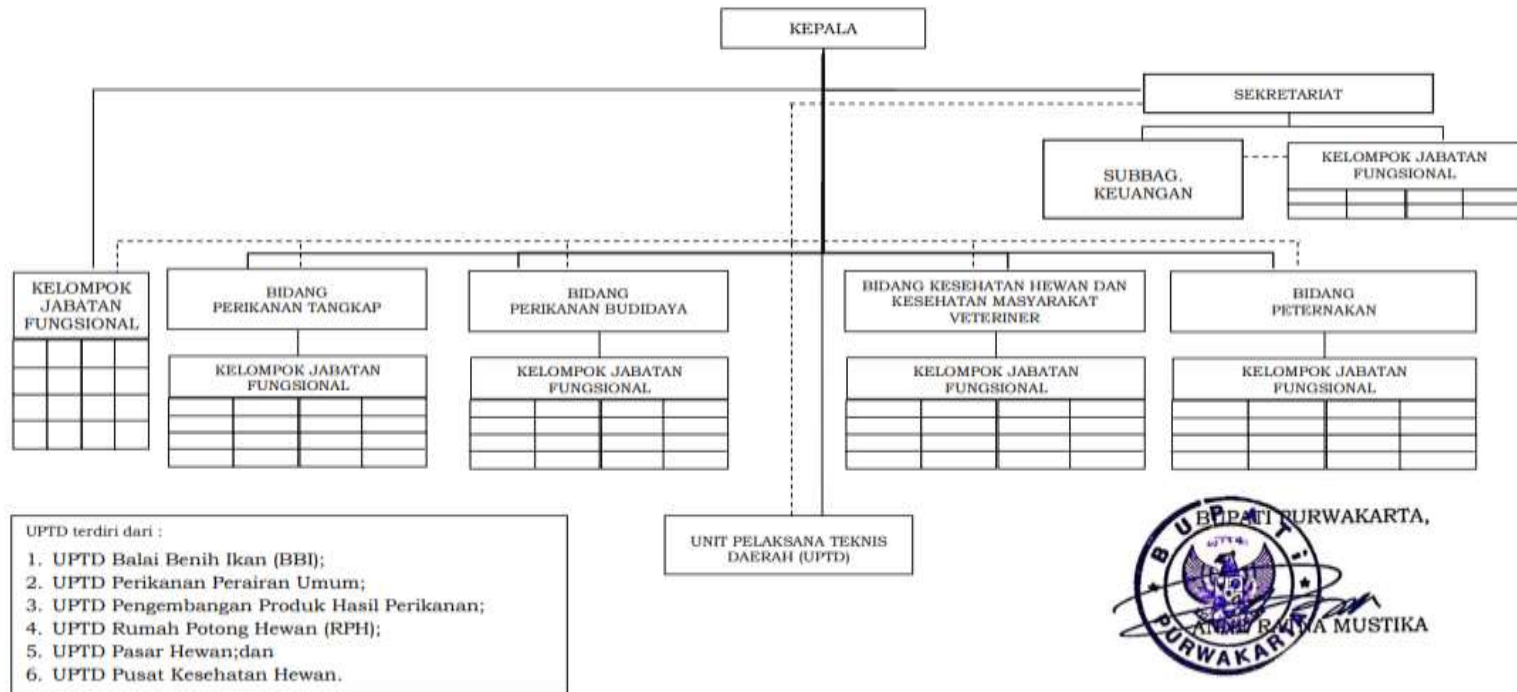 KEPALA
SEKRETARIAT
SUBBAG.
KEUANGAN
KELOMPOK JABATAN
FUNGSIONAL
KELOMPOK
JABATAN
FUNGSIONAL
BIDANG
PERIKANAN TANGKAP
KELOMPOK JABATAN
FUNGSIONAL
BIDANG
PERIKANAN BUDIDAYA
KELOMPOK JABATAN
FUNGSIONAL
BIDANG KESEHATAN HEWAN DAN
KESEHATAN MASYARAKAT
VETERINER
KELOMPOK JABATAN
FUNGSIONAL
BIDANG
PETERNAKAN
KELOMPOK JABATAN
FUNGSIONAL
UNIT PELAKSANA TEKNIS
DAERAH (UPTD)
UPTD terdiri dari :
1. UPTD Balai Benih Ikan (BBI);
2. UPTD Perikanan Perairan Umum;
3. UPTD Pengembangan Produk Hasil Perikanan;
4. UPTD Rumah Potong Hewan (RPH);
5. UPTD Pasar Hewan;dan
6. UPTD Pusat Kesehatan Hewan.
BUPATI PURWAKARTA,
BUPATI
PURWAKARTA
ANNE RATNA MUSTIKA